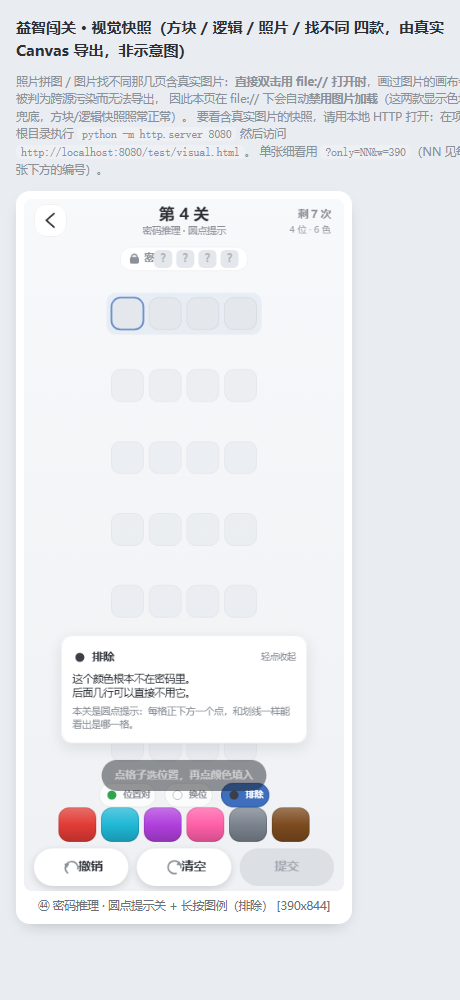 益智闯关 · 视觉快照（方块 / 逻辑 / 照片 / 找不同 四款，由真实
Canvas 导出，非示意图）
照片拼图 / 图片找不同那几页含真实图片：直接双击用 file:// 打开时，画过图片的画布
被判为跨源污染而无法导出， 因此本页在 file:// 下会自动禁用图片加载（这两款显示色
兜底，方块/逻辑快照照常正常）。 要看含真实图片的快照，请用本地 HTTP 打开：在项
根目录执行 python -m http.server 8080 然后访问
http://localhost:8080/test/visual.html 。 单张细看用 ?only=NN&w=390 （NN 见
张下方的编号）。
第 4 关
剩 7 次
密码推理 · 圆点提示
4 位 · 6 色
密 ? ? ? ?
排除
轻点收起
这个颜色根本不在密码里。
后面几行可以直接不用它。
本关是圆点提示：每格正下方一个点，和划线一样能
看出是哪一格。
点格子选位置，再点颜色填入
位置对 换位 排除
撤销 清空 提交
㊹ 密码推理 · 圆点提示关 + 长按图例（排除） [390x844]